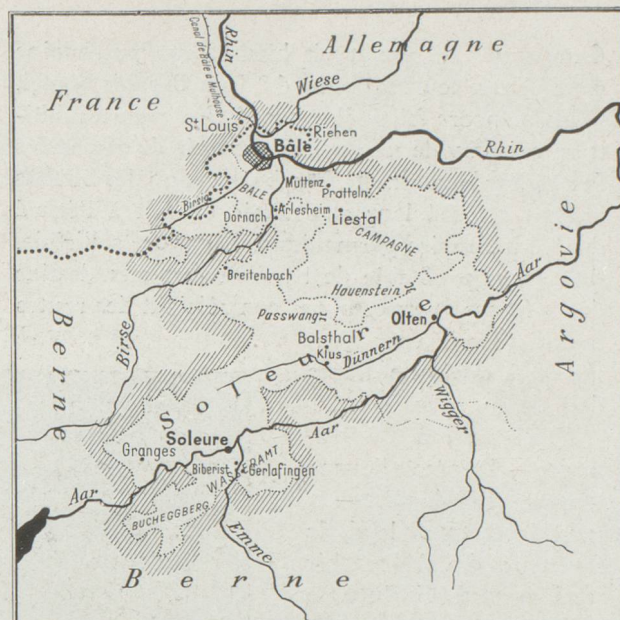 Allemagne
Rhin
Canal de Bâle à Mulhouse
Wiese
France
St Louis
Riehen
Bâle
Rhin
BÂLE
Muttenz
Pratteln
Birsig
Arlesheim
Dornach
Liestal
CAMPAGNE
Argovie
Aar
Breitenbach
Hauenstein
Passwang
Olten
Berne
Birse
Balsthal
Klus
Dünnern
Soleure
Wigger
Aar
Soleure
Granges
WASSERAMT
Biberist
Gerlafingen
Aar
BUCHEGGBERG
Emme
Berne